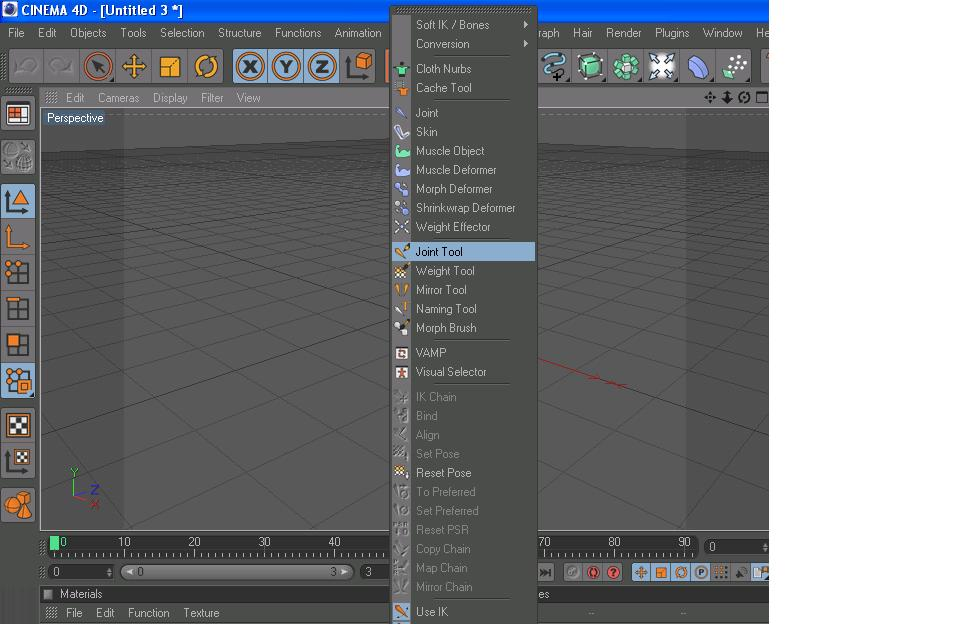 CINEMA 4D - [Untitled 3 *]
File Edit Objects Tools Selection Structure Functions Animation raph Hair Render Plugins Window He
X Y Z
Edit Cameras Display Filter View
Perspective
Soft IK / Bones
Conversion
Cloth Nurbs
Cache Tool
Joint
Skin
Muscle Object
Muscle Deformer
Morph Deformer
Shrinkwrap Deformer
Weight Effector
Joint Tool
Weight Tool
Mirror Tool
Naming Tool
Morph Brush
VAMP
Visual Selector
IK Chain
Bind
Align
Set Pose
Reset Pose
To Preferred
Set Preferred
Reset PSR
Copy Chain
Map Chain
Mirror Chain
Use IK
Y
Z
X
0 10 20 30 40 70 80 90 0
0 0 3 3 ? P
Materials es
File Edit Function Texture -- --